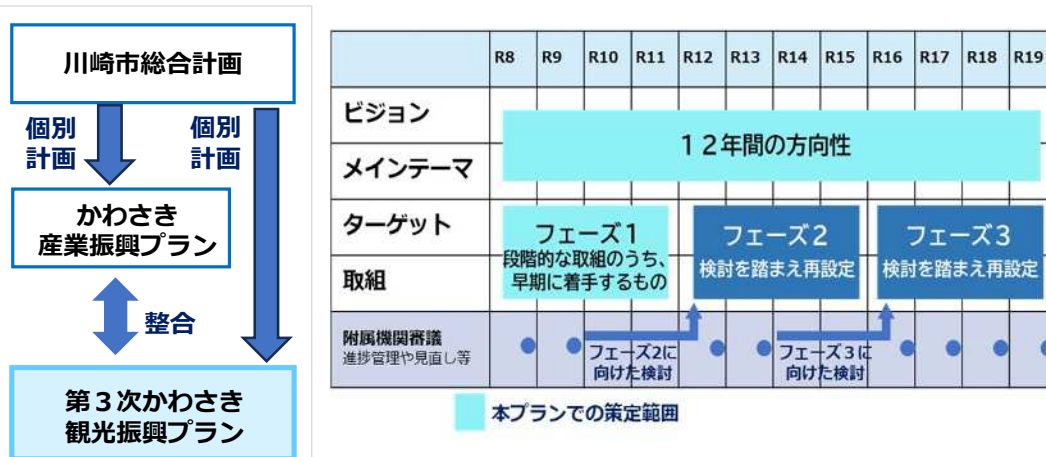 川崎市総合計画
個別
計画
個別
計画
かわさき
産業振興プラン
整合
第3次かわさき
観光振興プラン
R8 R9 R10 R11 R12 R13 R14 R15 R16 R17 R18 R19
ビジョン
メインテーマ
12年間の方向性
ターゲット
取組
フェーズ1
段階的な取組のうち、
早期に着手するもの
フェーズ2
検討を踏まえ再設定
フェーズ3
検討を踏まえ再設定
附属機関審議
進捗管理や見直し等
フェーズ2に
向けた検討
フェーズ3に
向けた検討
本プランでの策定範囲